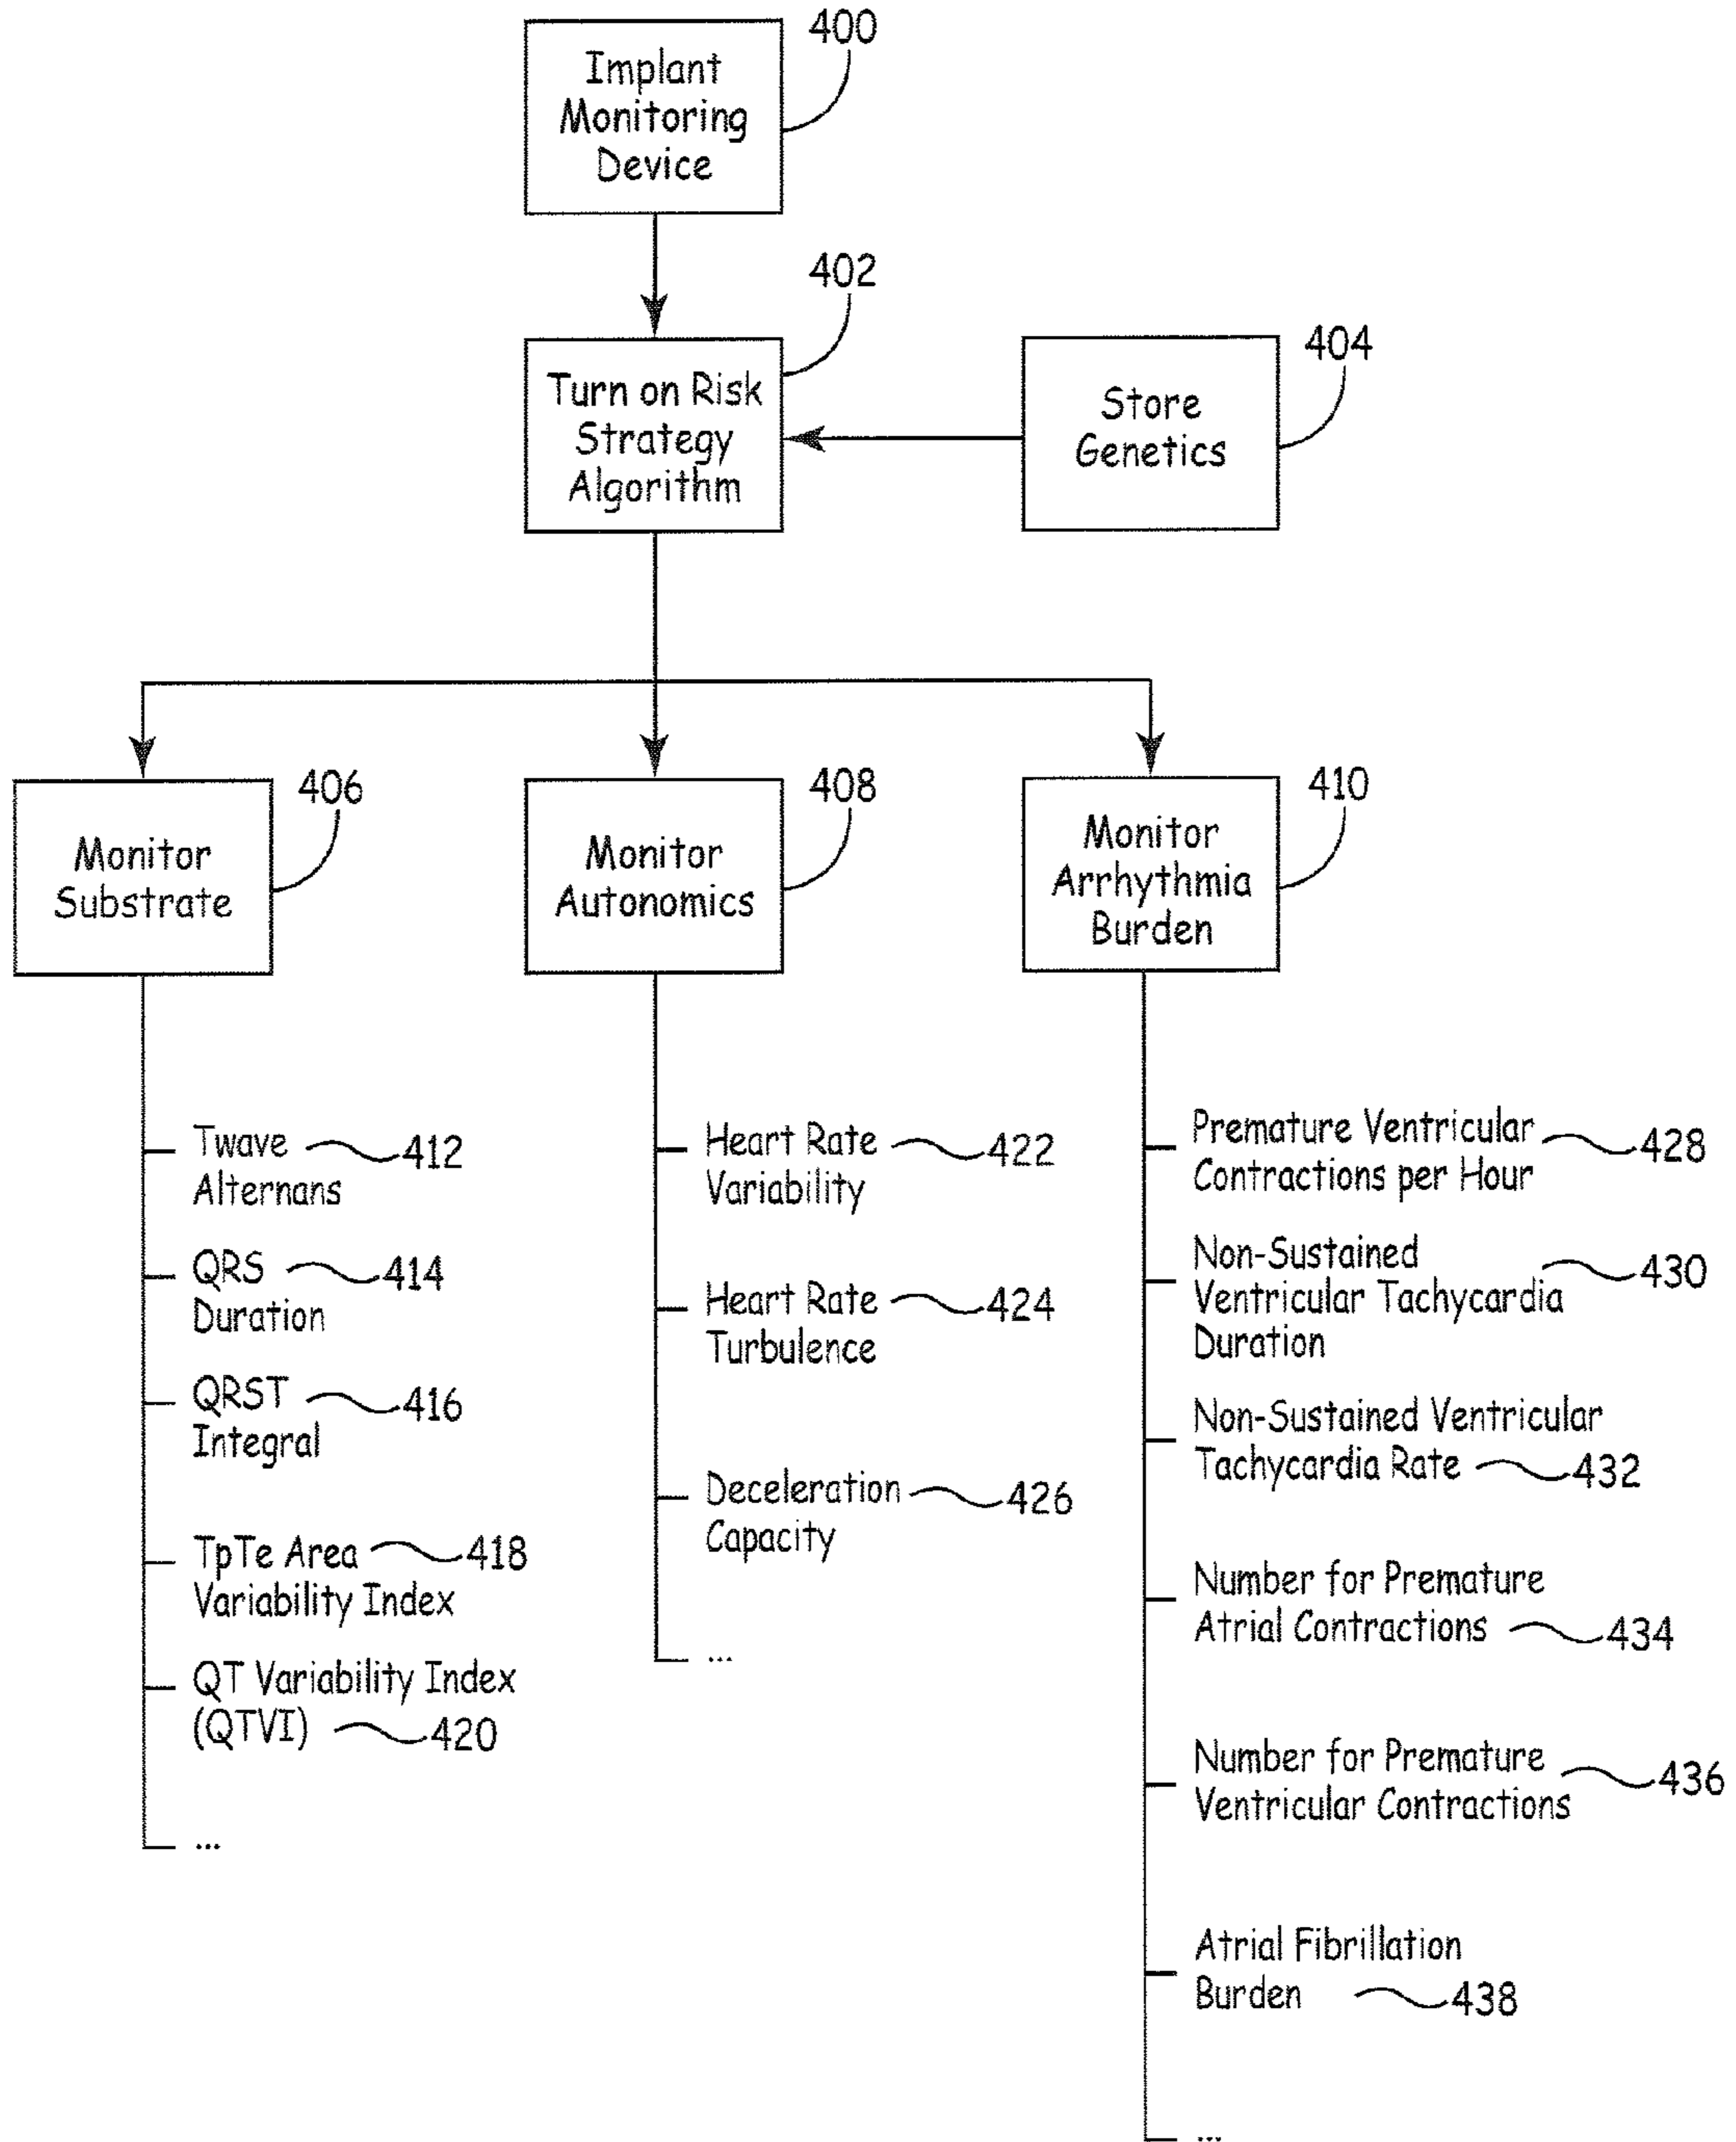 400
Implant
Monitoring
Device
402
Turn on Risk
Strategy
Algorithm
404
Store
Genetics
406
Monitor
Substrate
408
Monitor
Autonomics
410
Monitor
Arrhythmia
Burden
Twave 412
Alternans
QRS 414
Duration
QRST 416
Integral
TpTe Area 418
Variability Index
QT Variability Index
(QTVI) 420
...
Heart Rate 422
Variability
Heart Rate 424
Turbulence
Deceleration 426
Capacity
...
Premature Ventricular 428
Contractions per Hour
Non-Sustained 430
Ventricular Tachycardia
Duration
Non-Sustained Ventricular
Tachycardia Rate 432
Number for Premature
Atrial Contractions 434
Number for Premature 436
Ventricular Contractions
Atrial Fibrillation
Burden 438
...